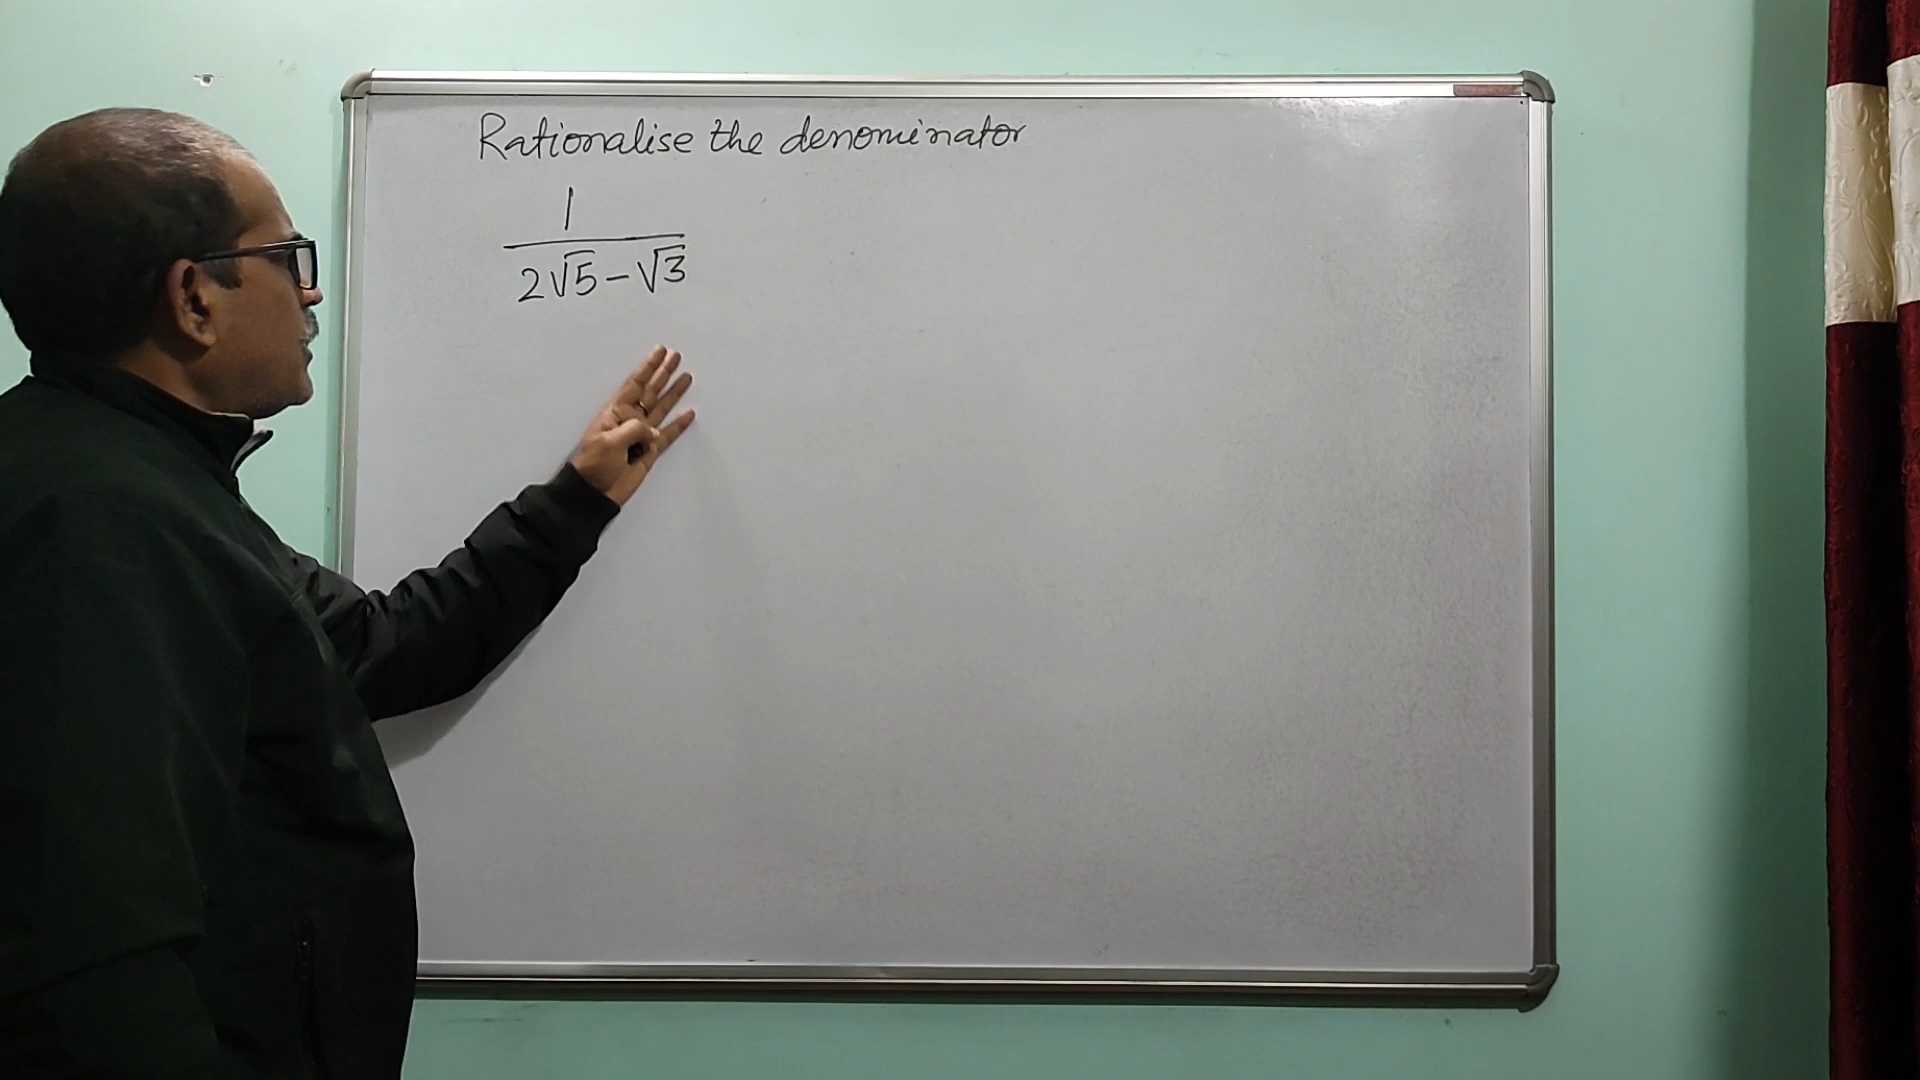 Rationalise the denominator
1
2√5-√3